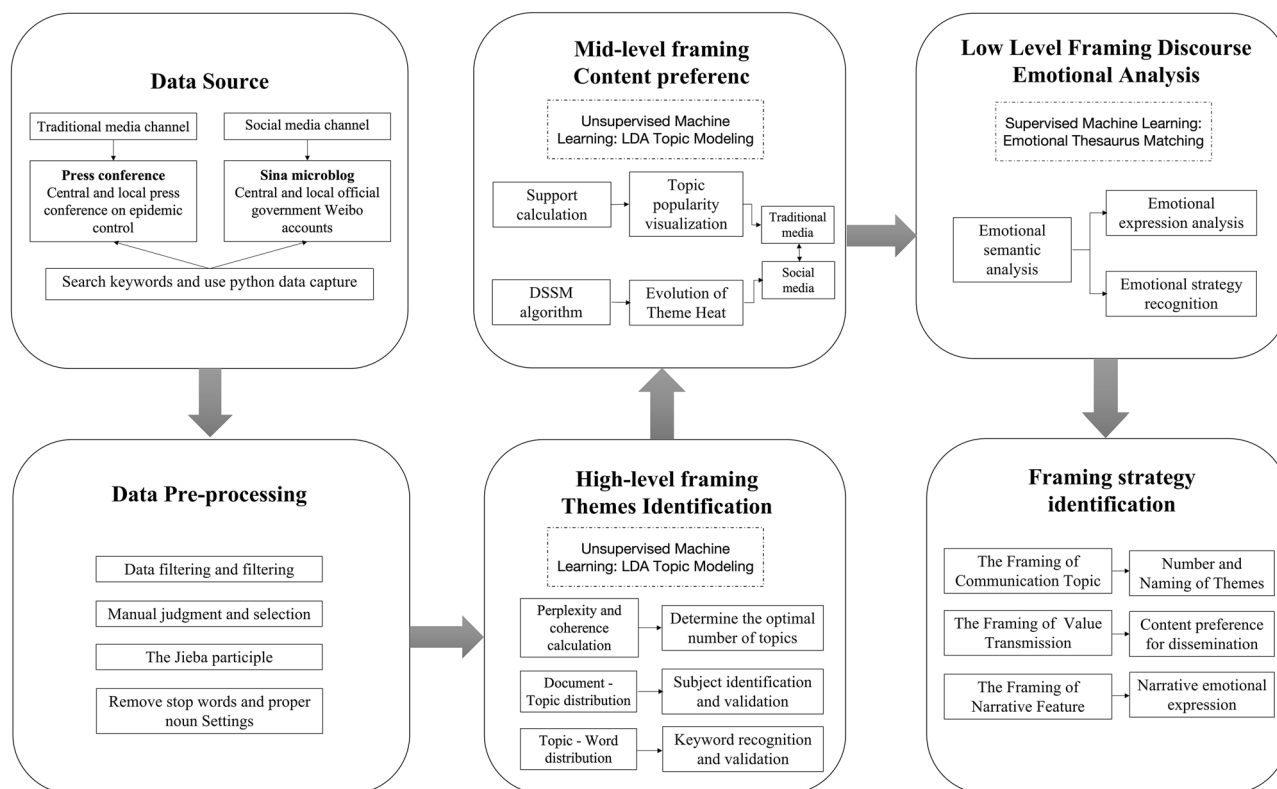 Data Source
Traditional media channel
Social media channel
Press conference
Central and local press
conference on epidemic
control
Sina microblog
Central and local official
government Weibo
accounts
Search keywords and use python data capture
Data Pre-processing
Data filtering and filtering
Manual judgment and selection
The Jieba participle
Remove stop words and proper
noun Settings
High-level framing
Themes Identification
Unsupervised Machine
Learning: LDA Topic Modeling
Perplexity and
coherence
calculation
Determine the optimal
number of topics
Document -
Topic distribution
Subject identification
and validation
Topic - Word
distribution
Keyword recognition
and validation
Mid-level framing
Content preferenc
Unsupervised Machine
Learning: LDA Topic Modeling
Support
calculation
Topic
popularity
visualization
Traditional
media
DSSM
algorithm
Evolution of
Theme Heat
Social
media
Low Level Framing Discourse
Emotional Analysis
Supervised Machine Learning:
Emotional Thesaurus Matching
Emotional
semantic
analysis
Emotional
expression analysis
Emotional strategy
recognition
Framing strategy
identification
The Framing of
Communication Topic
Number and
Naming of Themes
The Framing of Value
Transmission
Content preference
for dissemination
The Framing of
Narrative Feature
Narrative emotional
expression